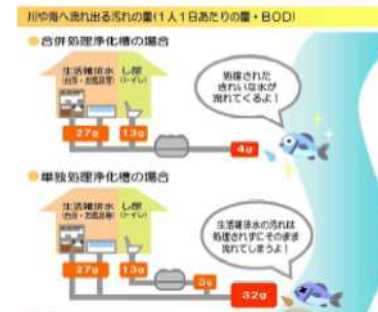 川や海へ流れ出る汚れの量(1人1日あたりの量・BOD)
合併処理浄化槽の場合
生活雑排水
し尿
(台所・お風呂等)
(トイレ)
27g
13g
4g
処理された
きれいな水が
流れてくるよ!
単独処理浄化槽の場合
生活雑排水
し尿
(台所・お風呂等)
(トイレ)
27g
13g
5g
32g
生活雑排水の汚れは
処理されずにそのまま
流れてしまうよ!